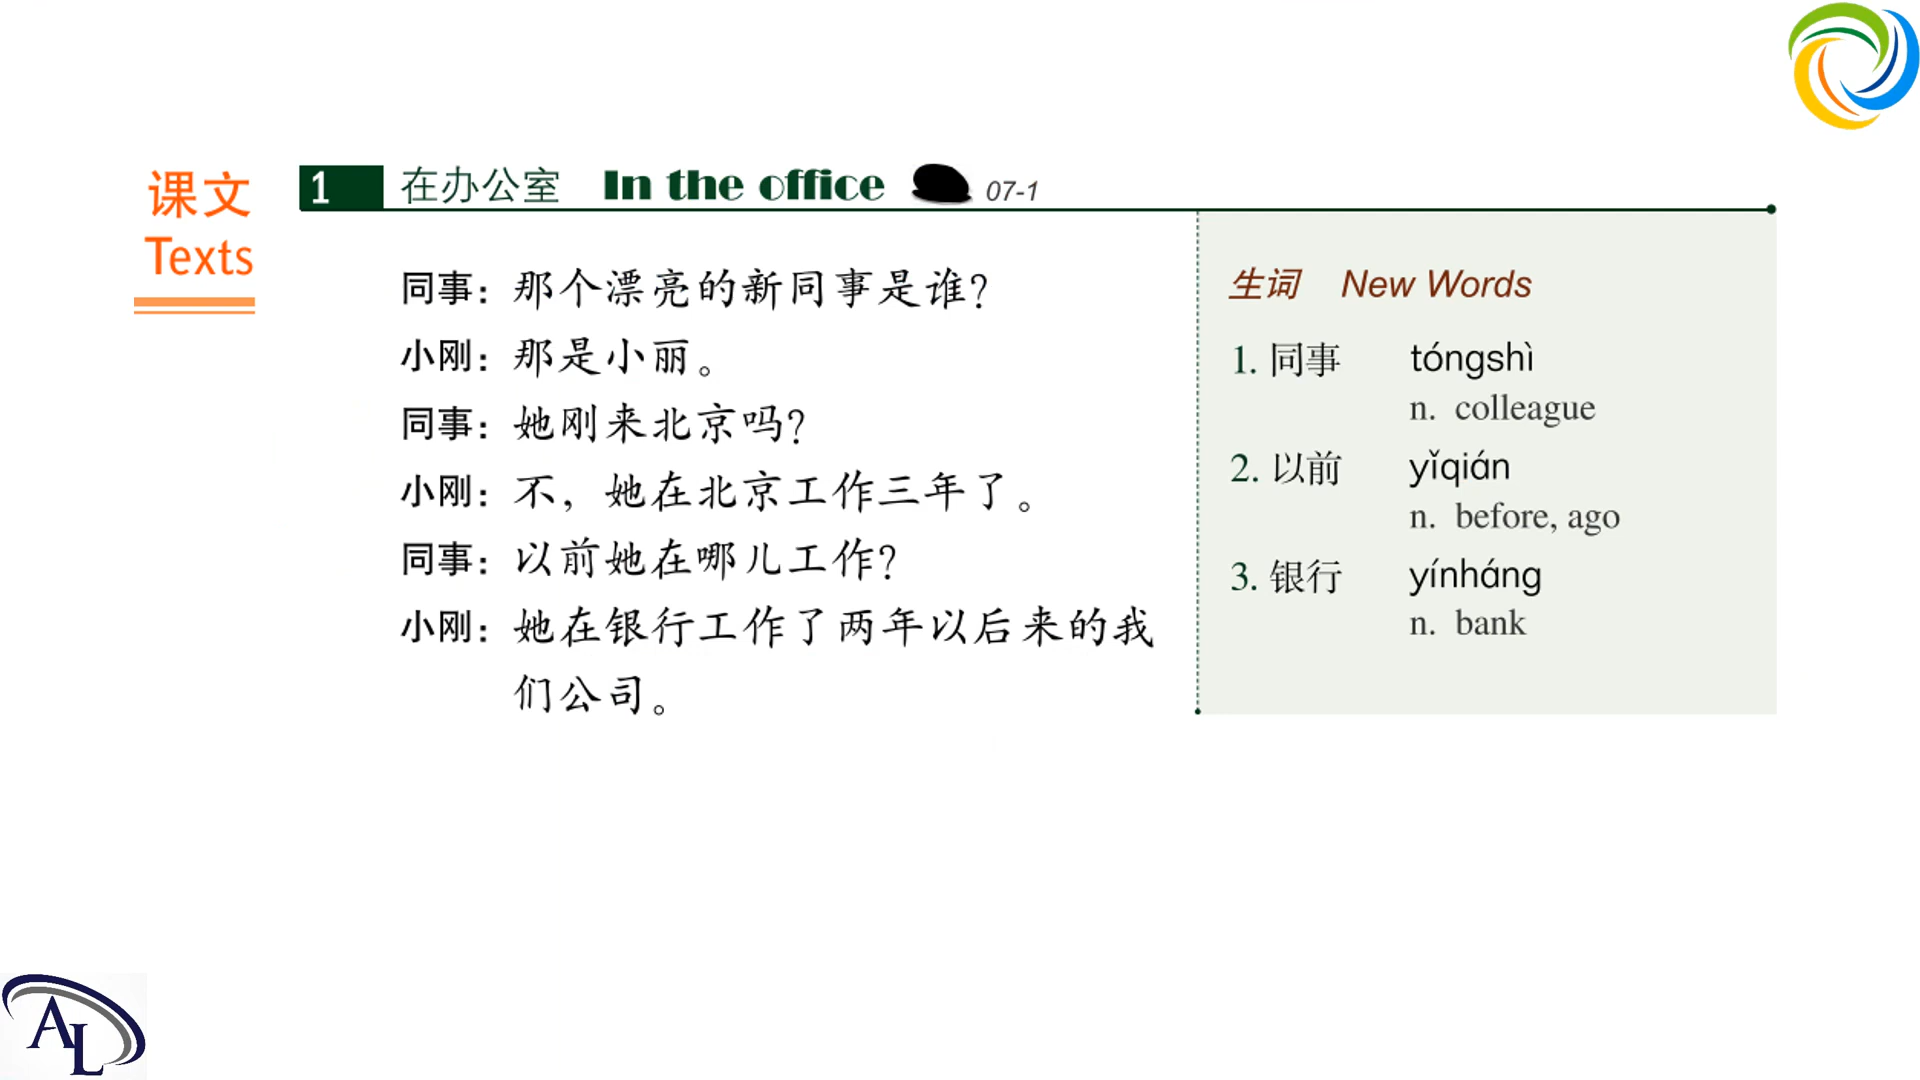 课文
Texts
1 在办公室 In the office 07-1
同事：那个漂亮的新同事是谁？
小刚：那是小丽。
同事：她刚来北京吗？
小刚：不，她在北京工作三年了。
同事：以前她在哪儿工作？
小刚：她在银行工作了两年以后来的我
们公司。
生词 New Words
1. 同事 tóngshì
n. colleague
2. 以前 yǐqián
n. before, ago
3. 银行 yínháng
n. bank
AL